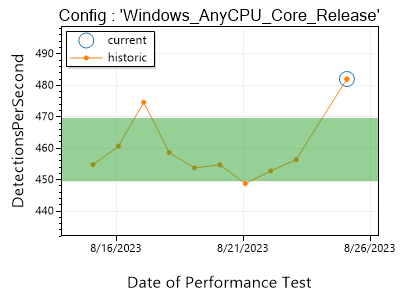 Config : 'Windows_AnyCPU_Core_Release'
current
historic
DetectionsPerSecond
490
480
470
460
450
440
8/16/2023
8/21/2023
8/26/2023
Date of Performance Test